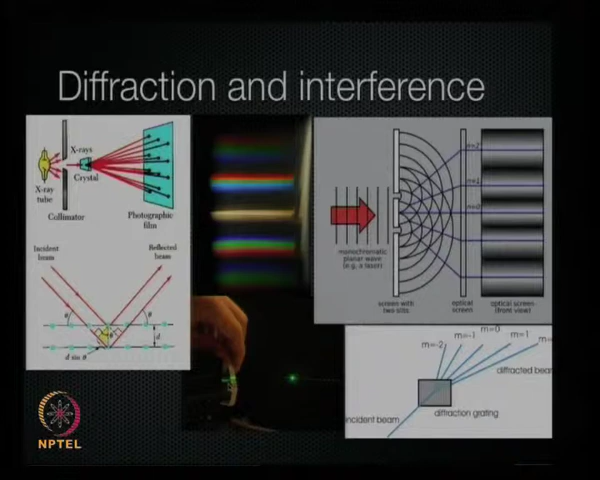 Diffraction and interference
X-rays
Crystal
X-ray
tube
Collimator
Photographic
film
Incident
beam
Reflected
beam
θ
θ
d
d sin θ
m=2
m=1
m=0
monochromatic
planar wave
(e.g. a laser)
screen with
two slits
optical
screen
optical screen
(front view)
m=-2
m=-1
m=0
m=1
m=
diffracted bear
diffraction grating
incident beam
NPTEL